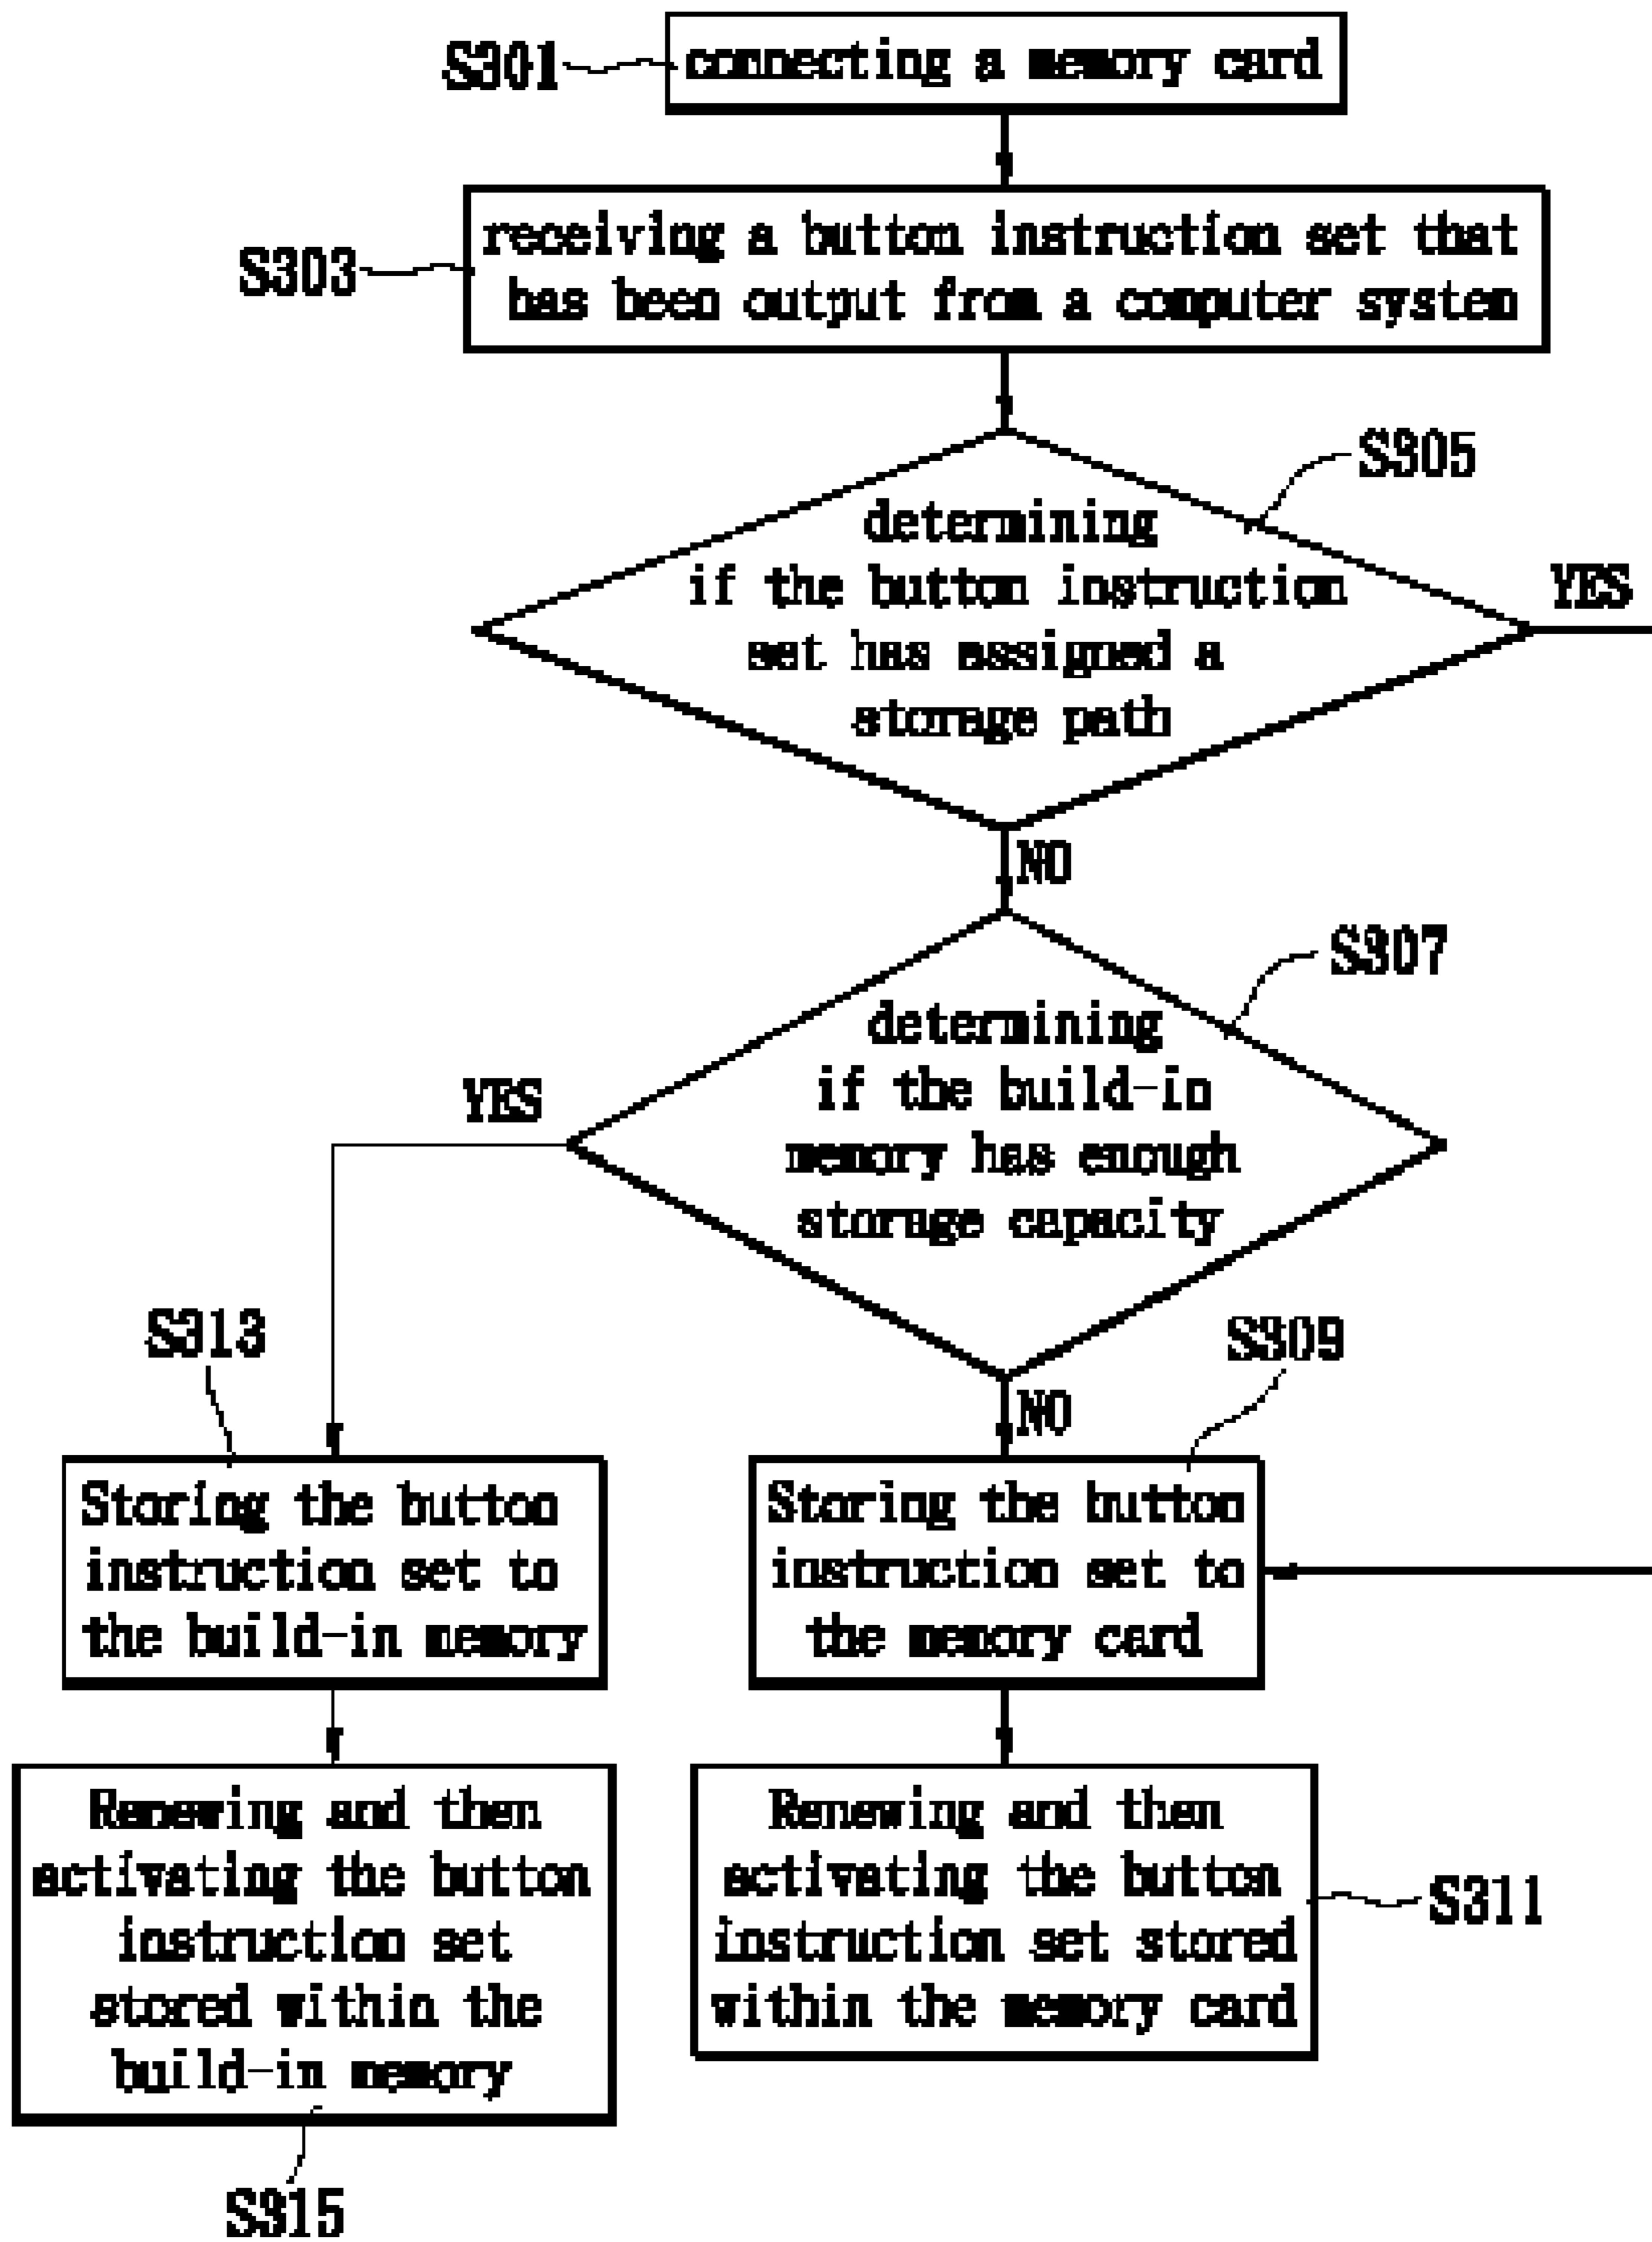 S301
connecting a memory card
S303
receiving a button instruction set that
has been output from a computer system
S305
determining
if the button instruction
set has assigned a
storage path
YES
NO
S307
determining
if the build-in
memory has enough
storage capacity
YES
NO
S313
Storing the button
instruction set to
the build-in memory
S309
Storing the button
instruction set to
the memory card
Renewing and then
activating the button
instruction set
stored within the
build-in memory
S315
Renewing and then
activating the button
instruction set stored
within the memory card
S311